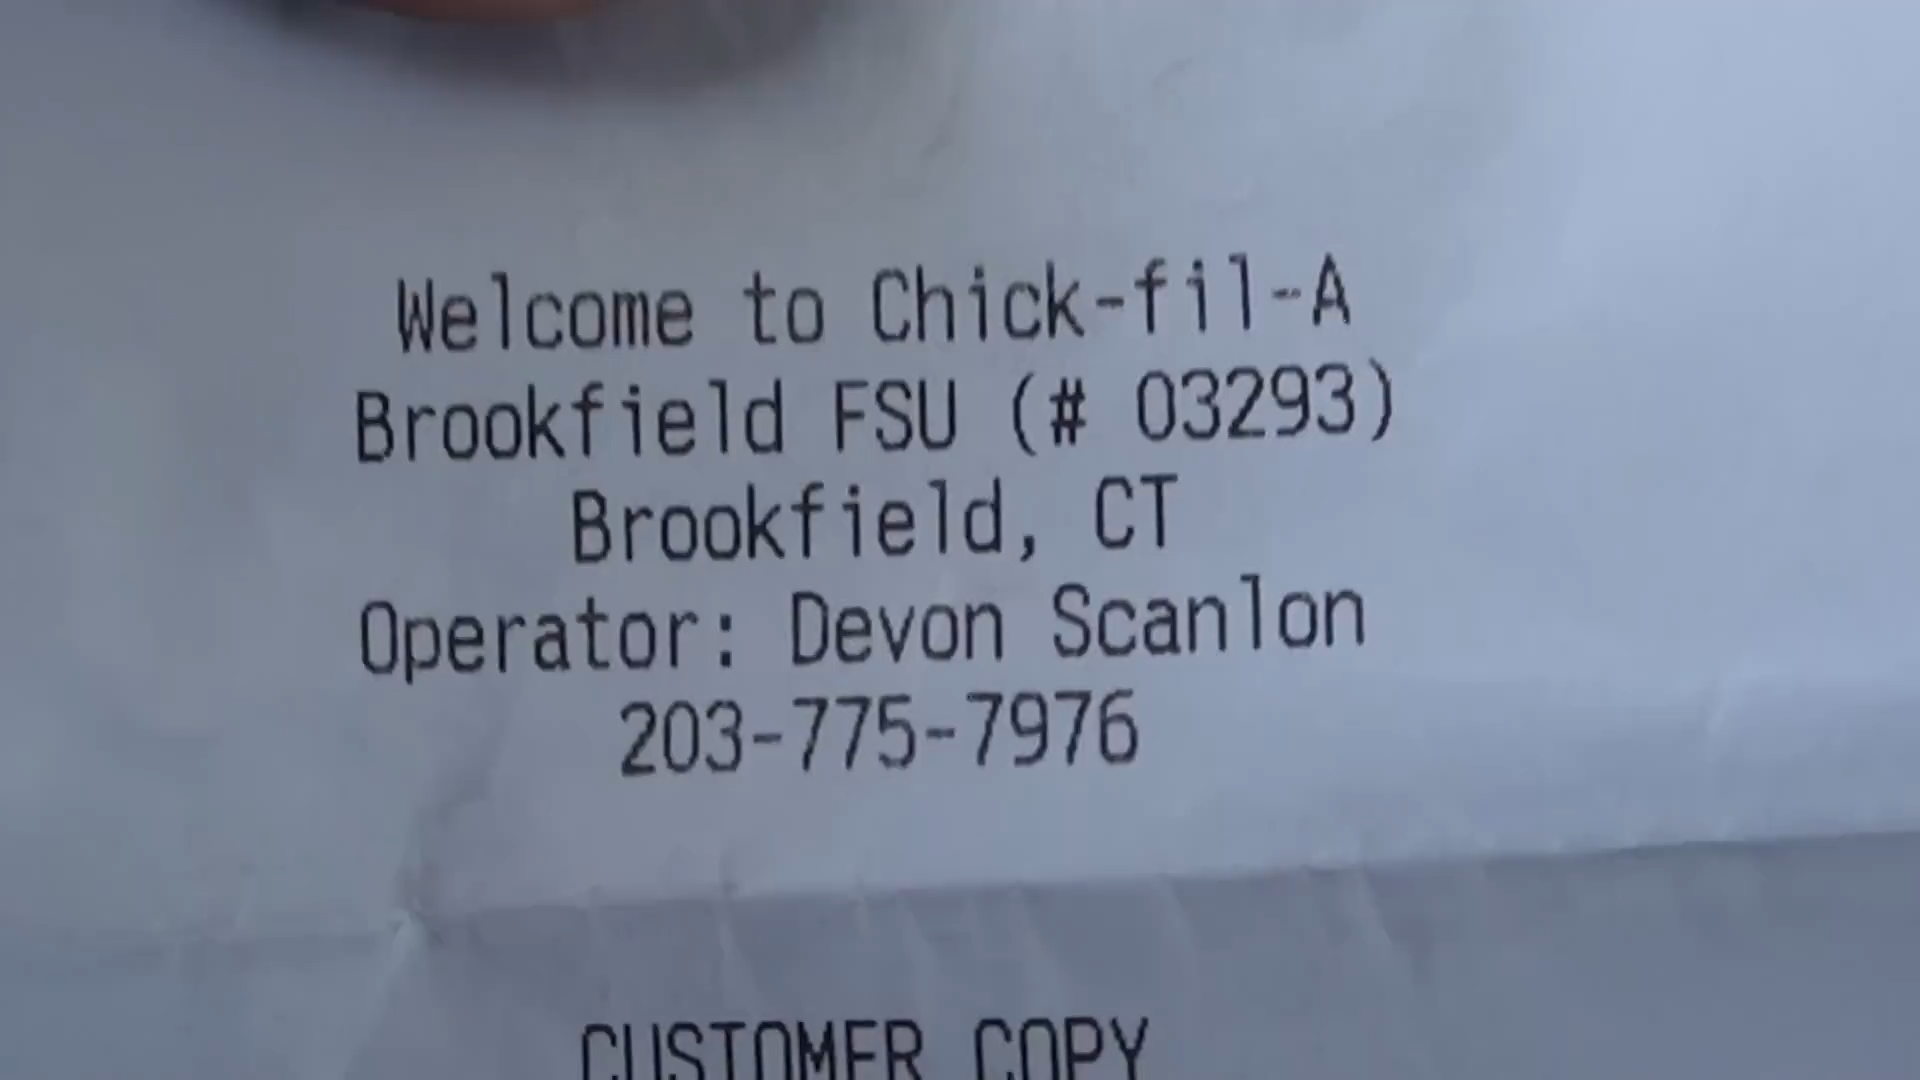 Welcome to Chick-fil-A
Brookfield FSU (# 03293)
Brookfield, CT
Operator: Devon Scanlon
203-775-7976
CUSTOMER COPY